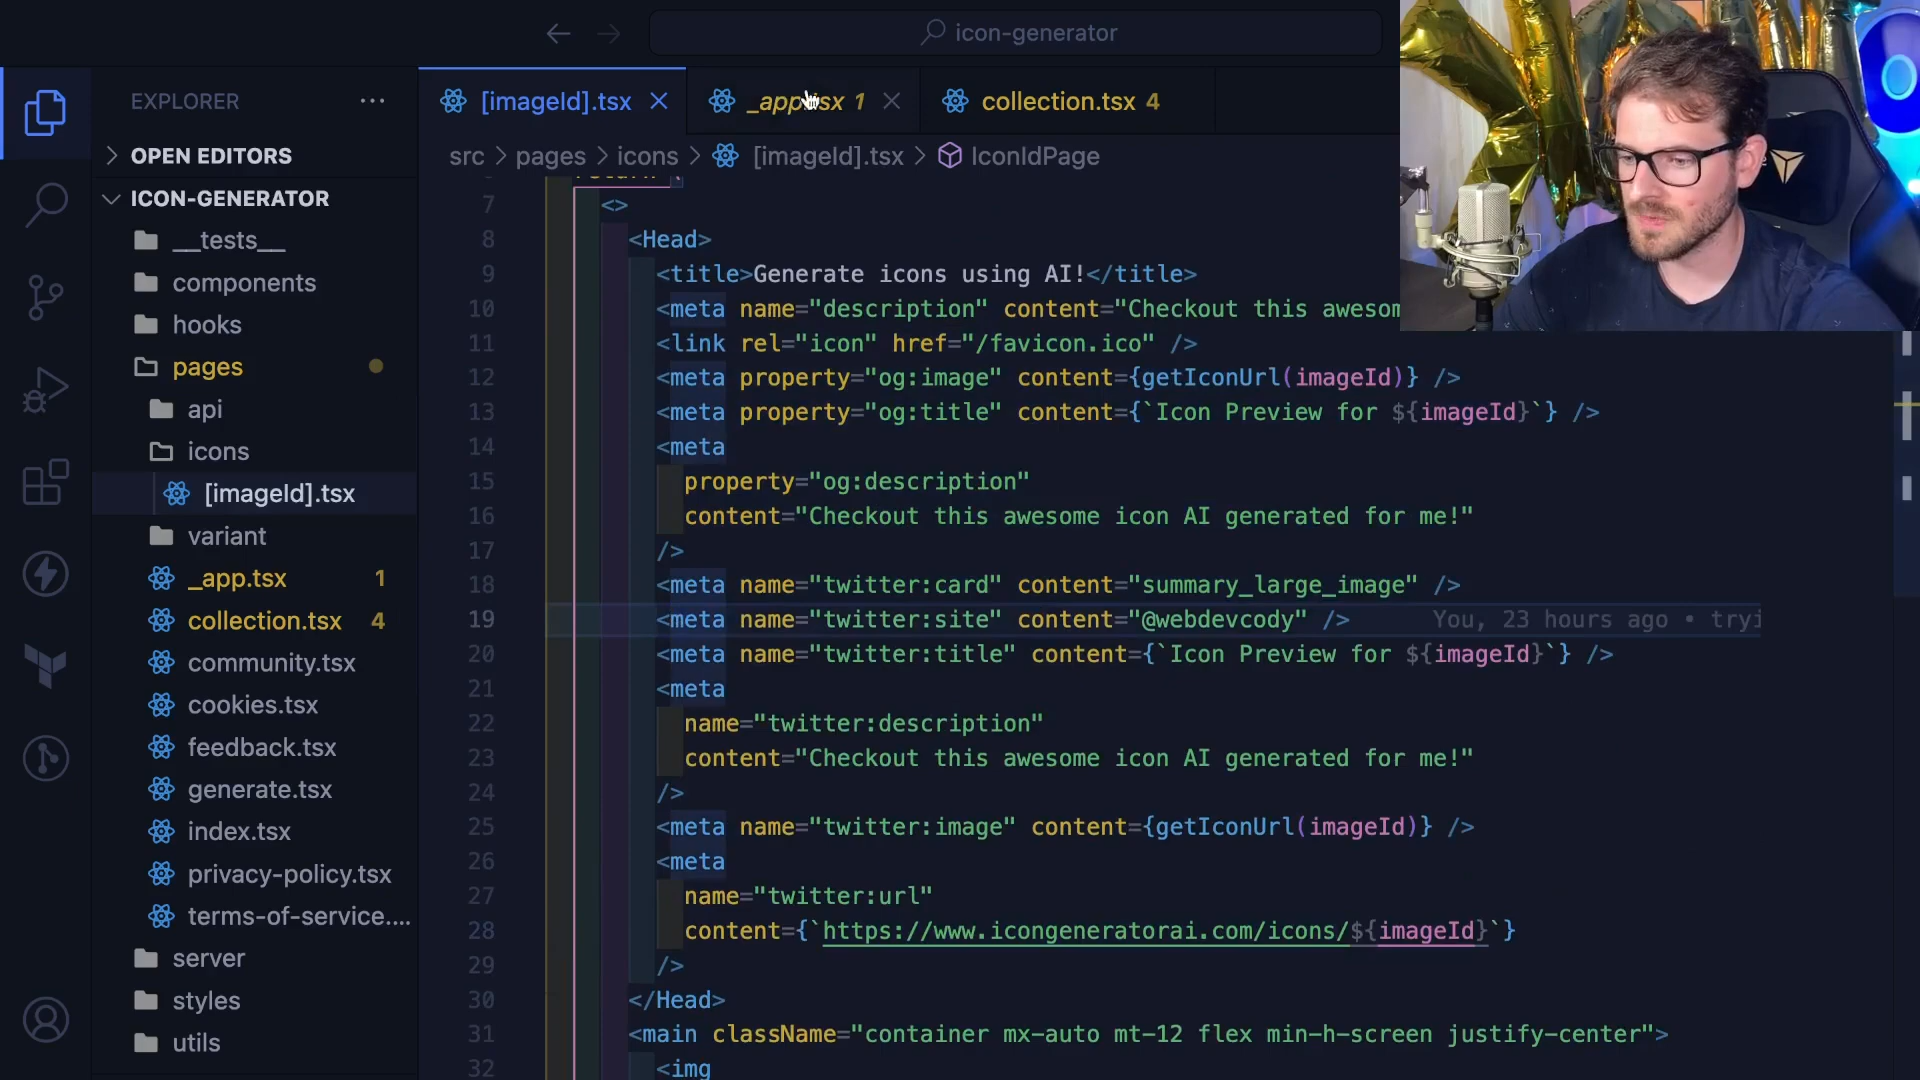 icon-generator
EXPLORER
[imageId].tsx
_app.tsx 1
collection.tsx 4
OPEN EDITORS
src > pages > icons > [imageId].tsx > IconIdPage
ICON-GENERATOR
__tests__
components
hooks
pages
api
icons
[imageId].tsx
variant
_app.tsx 1
collection.tsx 4
community.tsx
cookies.tsx
feedback.tsx
generate.tsx
index.tsx
privacy-policy.tsx
terms-of-service....
server
styles
utils
7 <>
8 <Head>
9 <title>Generate icons using AI!</title>
10 <meta name="description" content="Checkout this awesom
11 <link rel="icon" href="/favicon.ico" />
12 <meta property="og:image" content={getIconUrl(imageId)} />
13 <meta property="og:title" content={`Icon Preview for ${imageId}`} />
14 <meta
15 property="og:description"
16 content="Checkout this awesome icon AI generated for me!"
17 />
18 <meta name="twitter:card" content="summary_large_image" />
19 <meta name="twitter:site" content="@webdevcody" /> You, 23 hours ago • tryi
20 <meta name="twitter:title" content={`Icon Preview for ${imageId}`} />
21 <meta
22 name="twitter:description"
23 content="Checkout this awesome icon AI generated for me!"
24 />
25 <meta name="twitter:image" content={getIconUrl(imageId)} />
26 <meta
27 name="twitter:url"
28 content={`https://www.icongeneratorai.com/icons/${imageId}`}
29 />
30 </Head>
31 <main className="container mx-auto mt-12 flex min-h-screen justify-center">
32 <img